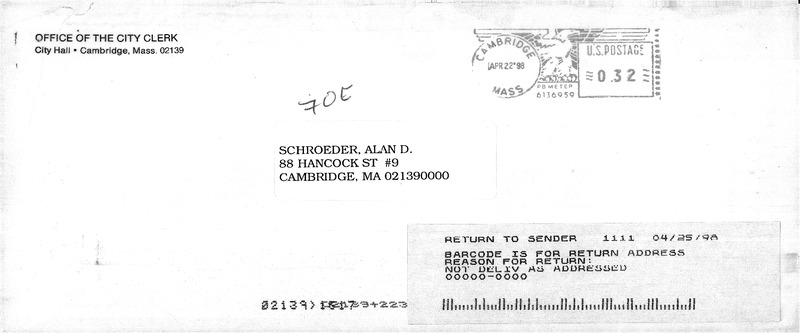 OFFICE OF THE CITY CLERK
City Hall • Cambridge, Mass. 02139
CAMBRIDGE
APR 22 '98
MASS
U.S. POSTAGE
0.32
PB METER
6136959
SCHROEDER, ALAN D.
88 HANCOCK ST #9
CAMBRIDGE, MA 021390000
RETURN TO SENDER 1111 04/25/98
BARCODE IS FOR RETURN ADDRESS
REASON FOR RETURN:
NOT DELIV AS ADDRESSED
00000-0000
02139